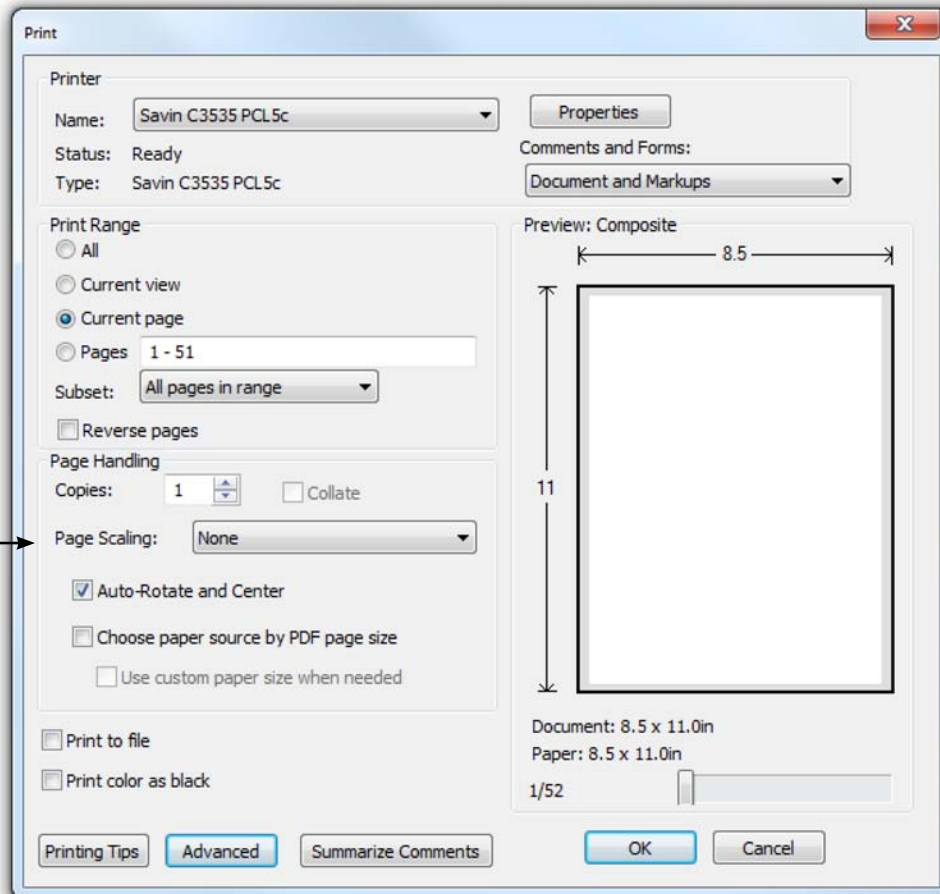 Print
Printer
Name: Savin C3535 PCL5c Properties
Status: Ready Comments and Forms:
Type: Savin C3535 PCL5c Document and Markups
Print Range
All
Current view
Current page
Pages 1 - 51
Subset: All pages in range
Reverse pages
Page Handling
Copies: 1 Collate
Page Scaling: None
Auto-Rotate and Center
Choose paper source by PDF page size
Use custom paper size when needed
Print to file
Print color as black
Preview: Composite
8.5
11
Document: 8.5 x 11.0in
Paper: 8.5 x 11.0in
1/52
Printing Tips Advanced Summarize Comments OK Cancel